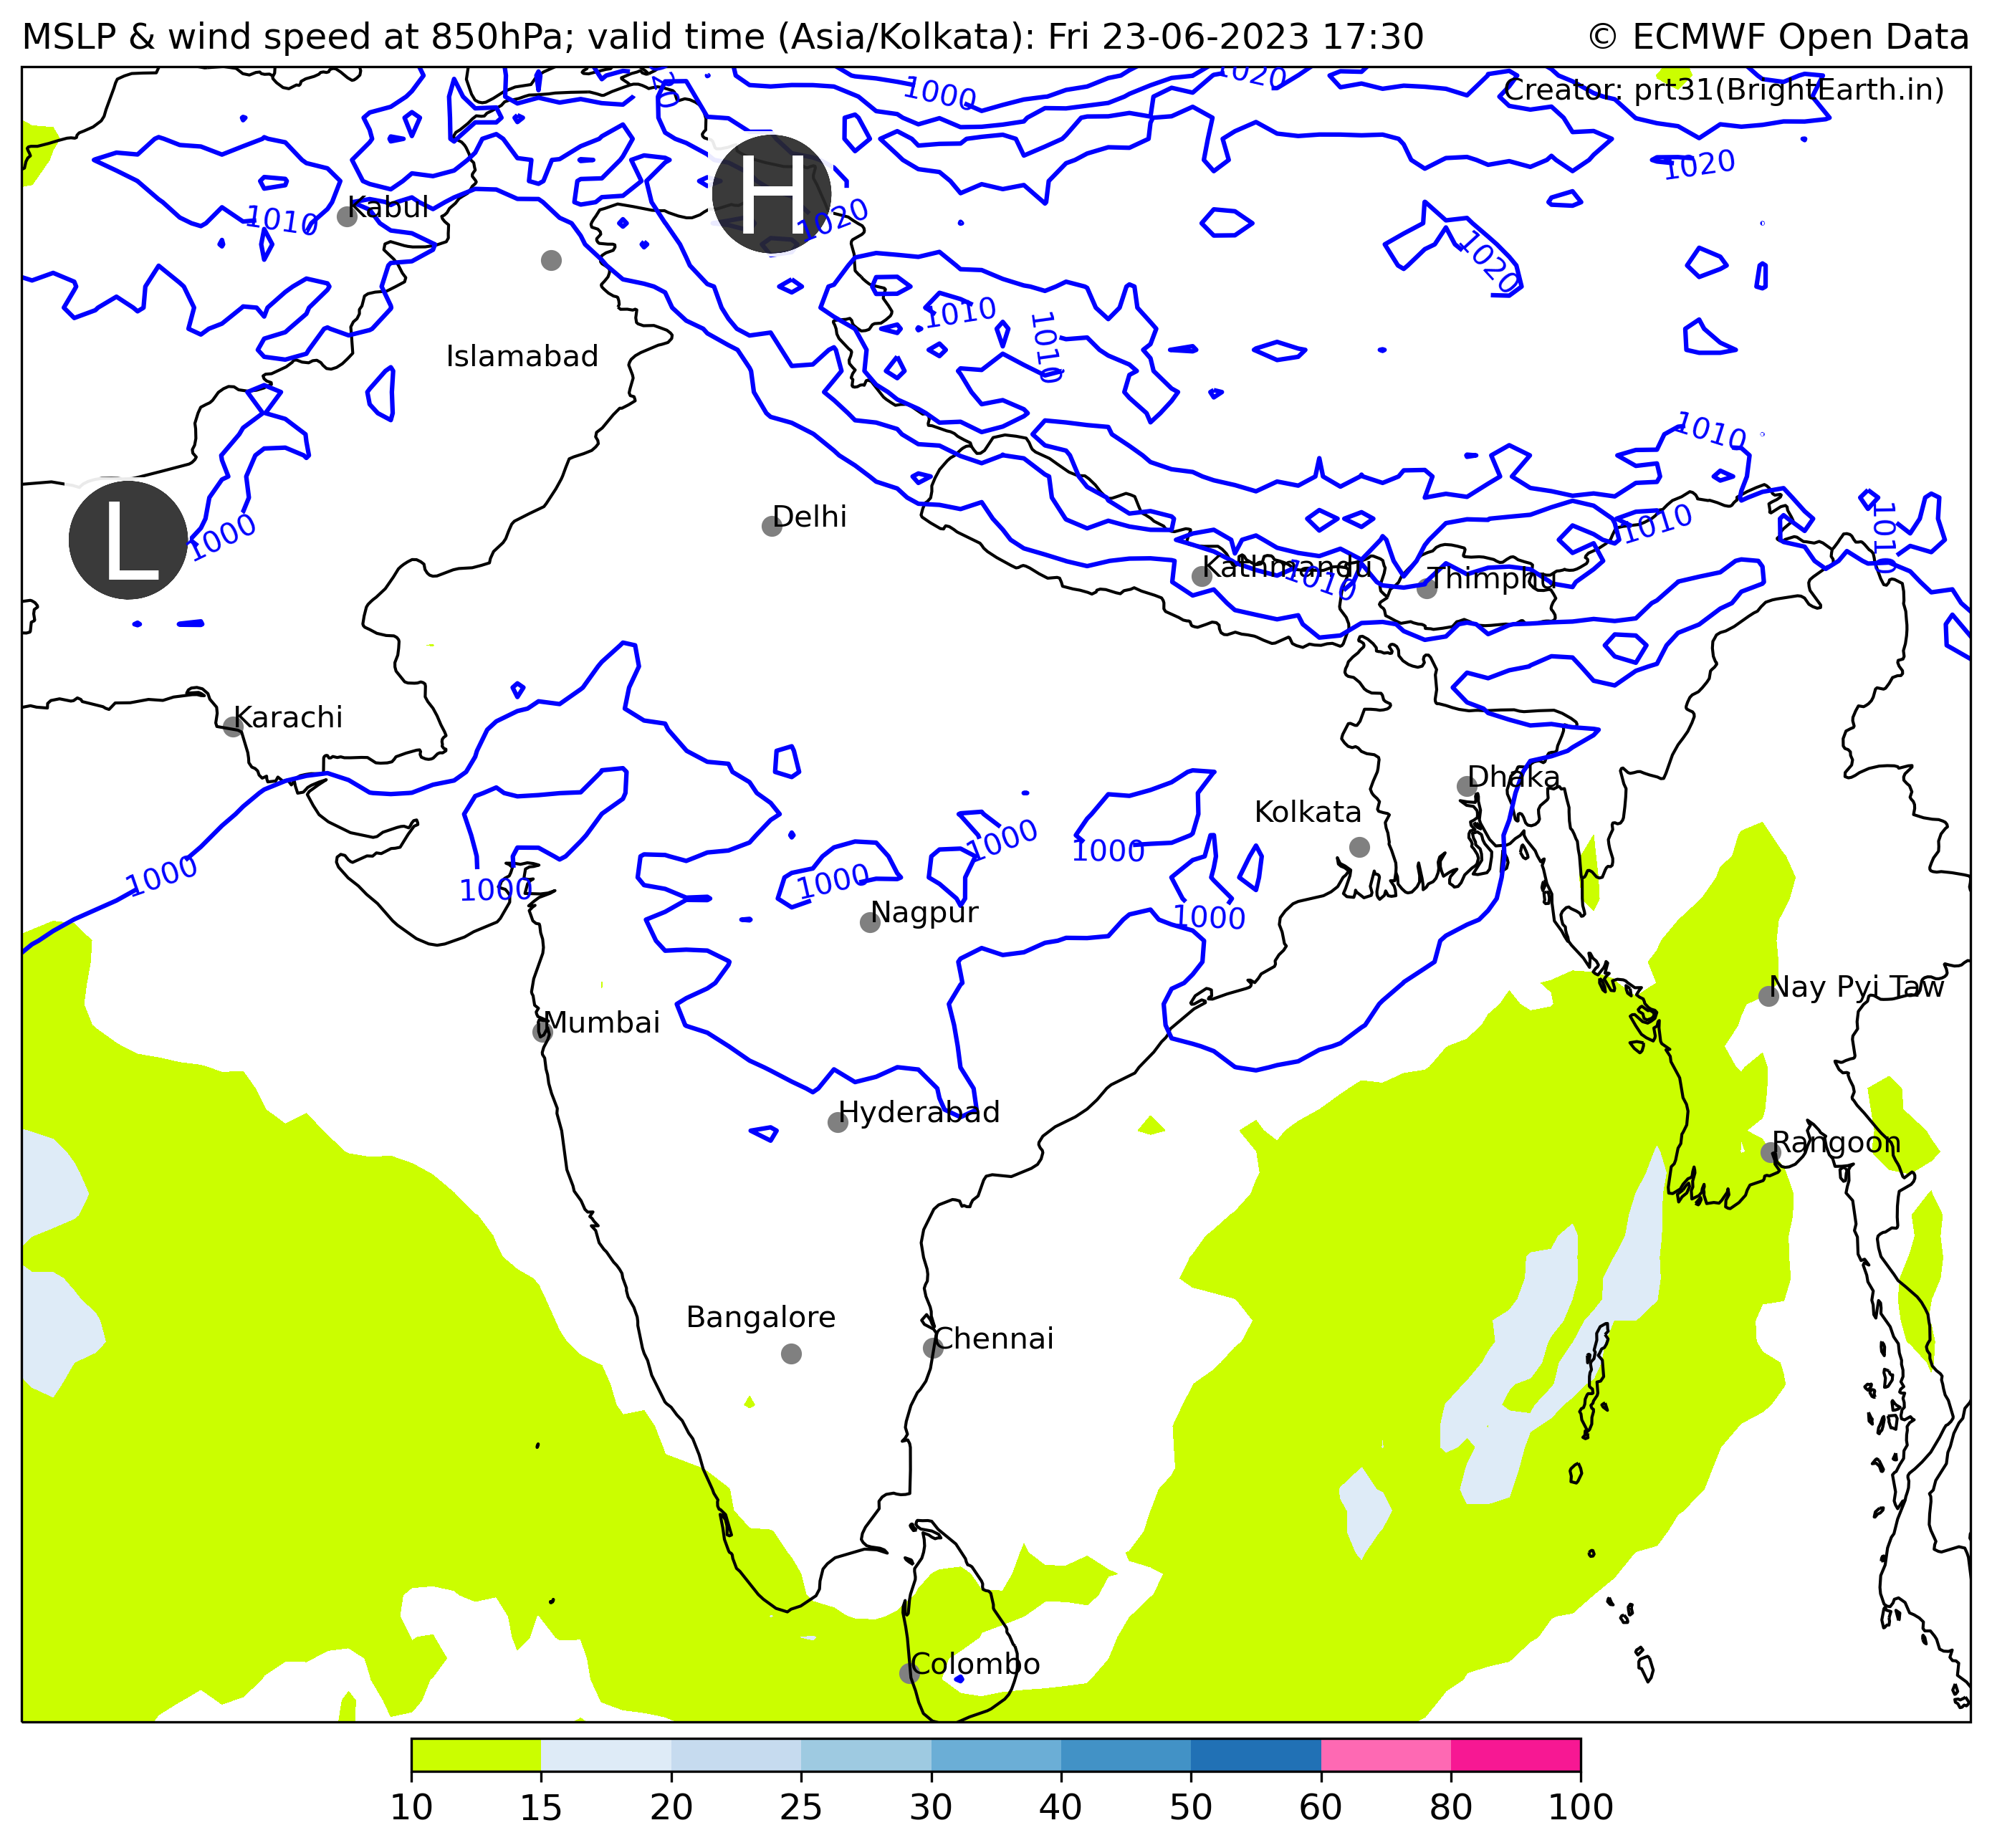 MSLP & wind speed at 850hPa; valid time (Asia/Kolkata): Fri 23-06-2023 17:30
© ECMWF Open Data
Creator: prt31(BrightEarth.in)
1000
1020
1020
H
1020
Kabul
1010
1020
1010
1010
Islamabad
1010
L
1000
Delhi
1010
1010
Kathmandu
1010
Thimphu
Karachi
Dhaka
Kolkata
1000
1000
1000
1000
1000
1000
Nagpur
Nay Pyi Taw
Mumbai
Hyderabad
Rangoon
Bangalore
Chennai
Colombo
10 15 20 25 30 40 50 60 80 100